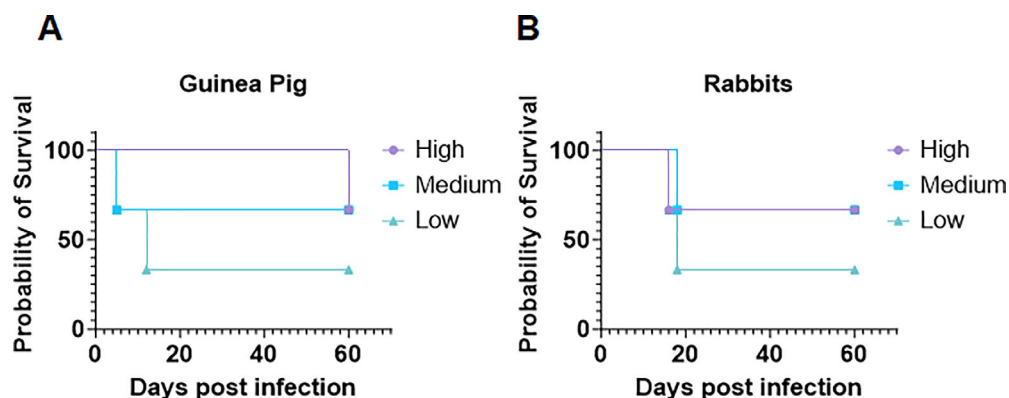 A
Guinea Pig
Probability of Survival
100
50
0
0 20 40 60
Days post infection
High
Medium
Low
B
Rabbits
Probability of Survival
100
50
0
0 20 40 60
Days post infection
High
Medium
Low